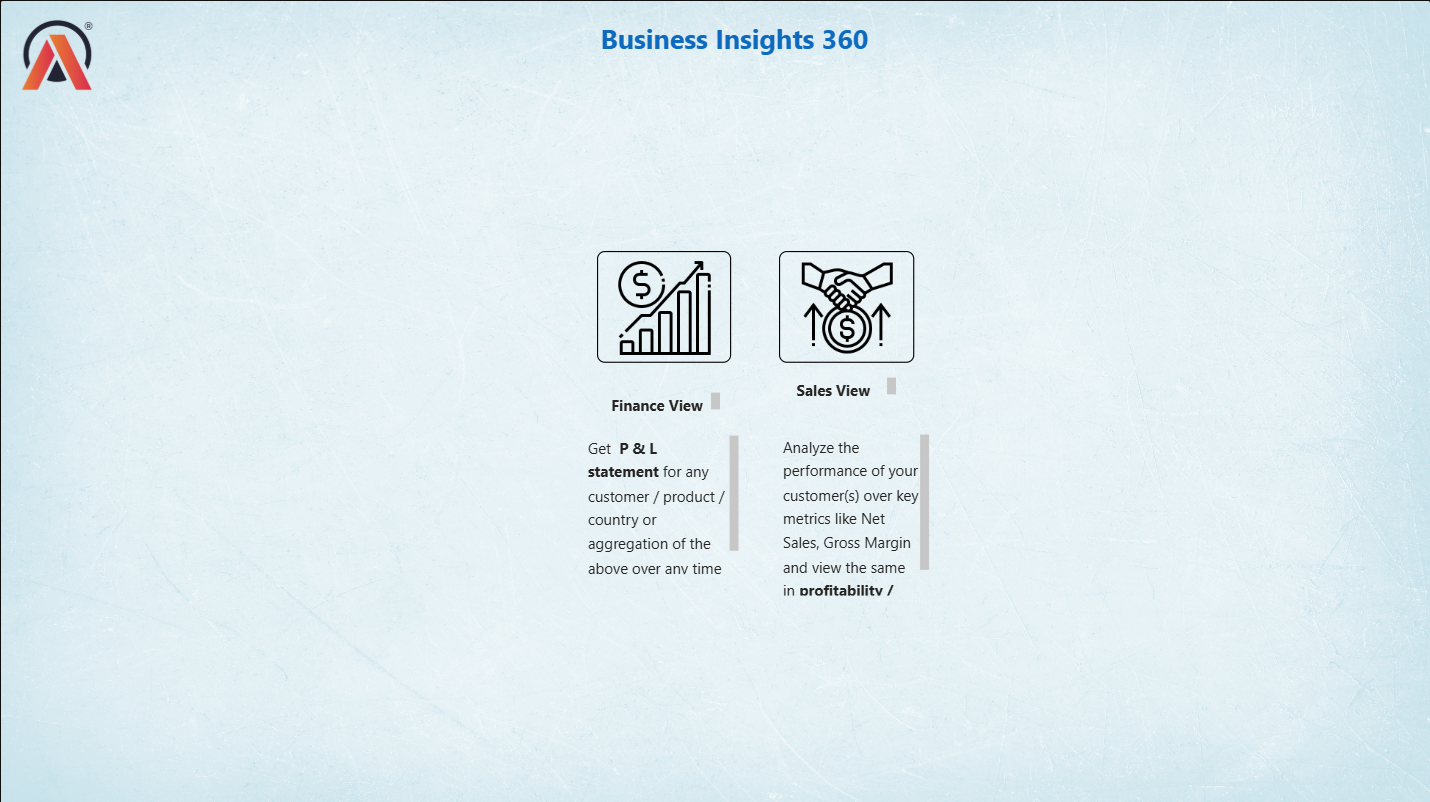 ®
Business Insights 360
$
$
Finance View
Get P & L
statement for any
customer / product /
country or
aggregation of the
above over any time
Sales View
Analyze the
performance of your
customer(s) over key
metrics like Net
Sales, Gross Margin
and view the same
in profitability /